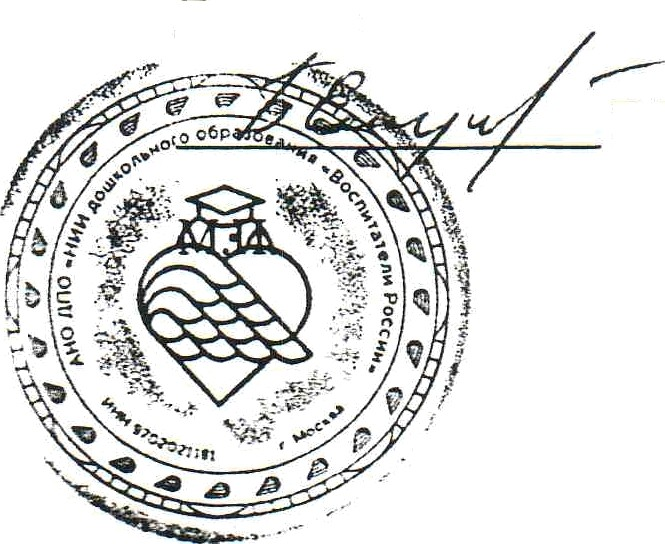 АНО ДПО «НИИ дошкольного образования «Воспитатели России»
ИНН 9702021181
г. Москва